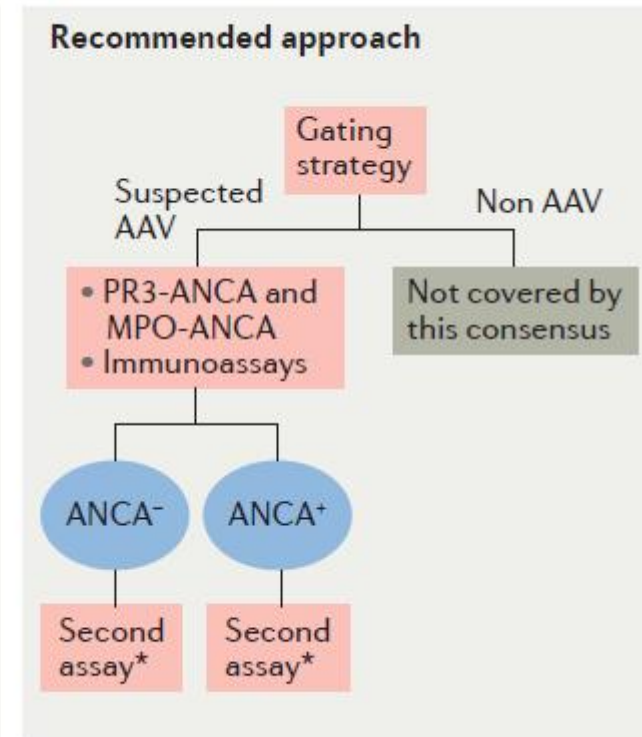 Recommended approach
Gating
strategy
Suspected
AAV
Non AAV
• PR3-ANCA and
MPO-ANCA
• Immunoassays
Not covered by
this consensus
ANCA⁻
ANCA⁺
Second
assay*
Second
assay*